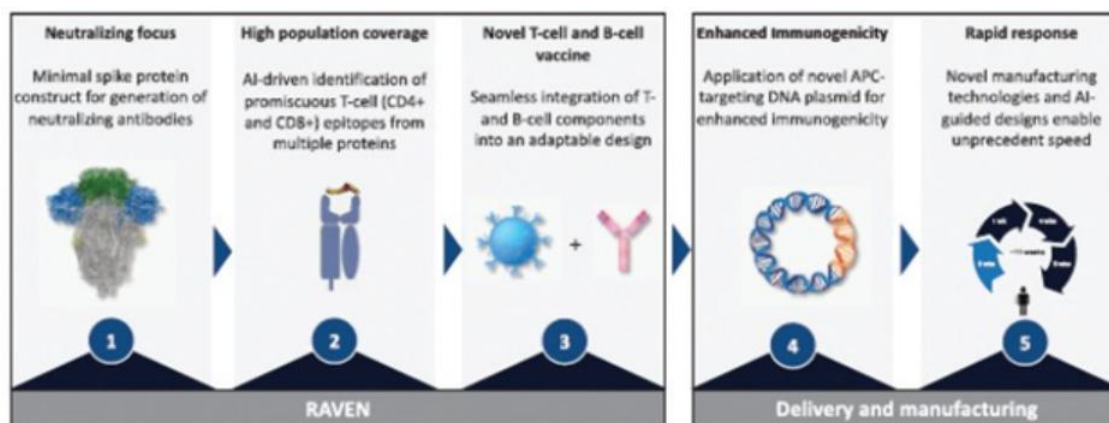 Neutralizing focus
Minimal spike protein
construct for generation of
neutralizing antibodies
1
High population coverage
AI-driven identification of
promiscuous T-cell (CD4+
and CD8+) epitopes from
multiple proteins
2
Novel T-cell and B-cell
vaccine
Seamless integration of T-
and B-cell components
into an adaptable design
+
3
RAVEN
Enhanced Immunogenicity
Application of novel APC-
targeting DNA plasmid for
enhanced immunogenicity
4
Rapid response
Novel manufacturing
technologies and AI-
guided designs enable
unprecedent speed
5
Delivery and manufacturing